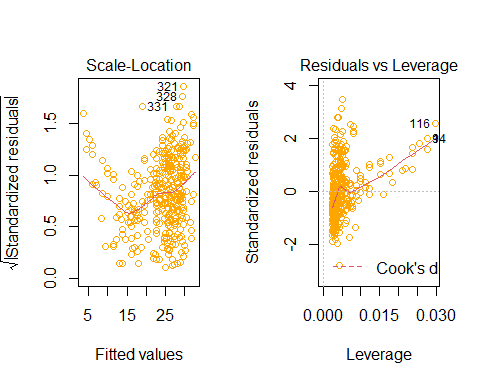 Scale-Location
√|Standardized residuals|
0.0 0.5 1.0 1.5
321
328
331
5 15 25
Fitted values
Residuals vs Leverage
Standardized residuals
-2 0 2 4
116
94
Cook's d
0.000 0.015 0.030
Leverage